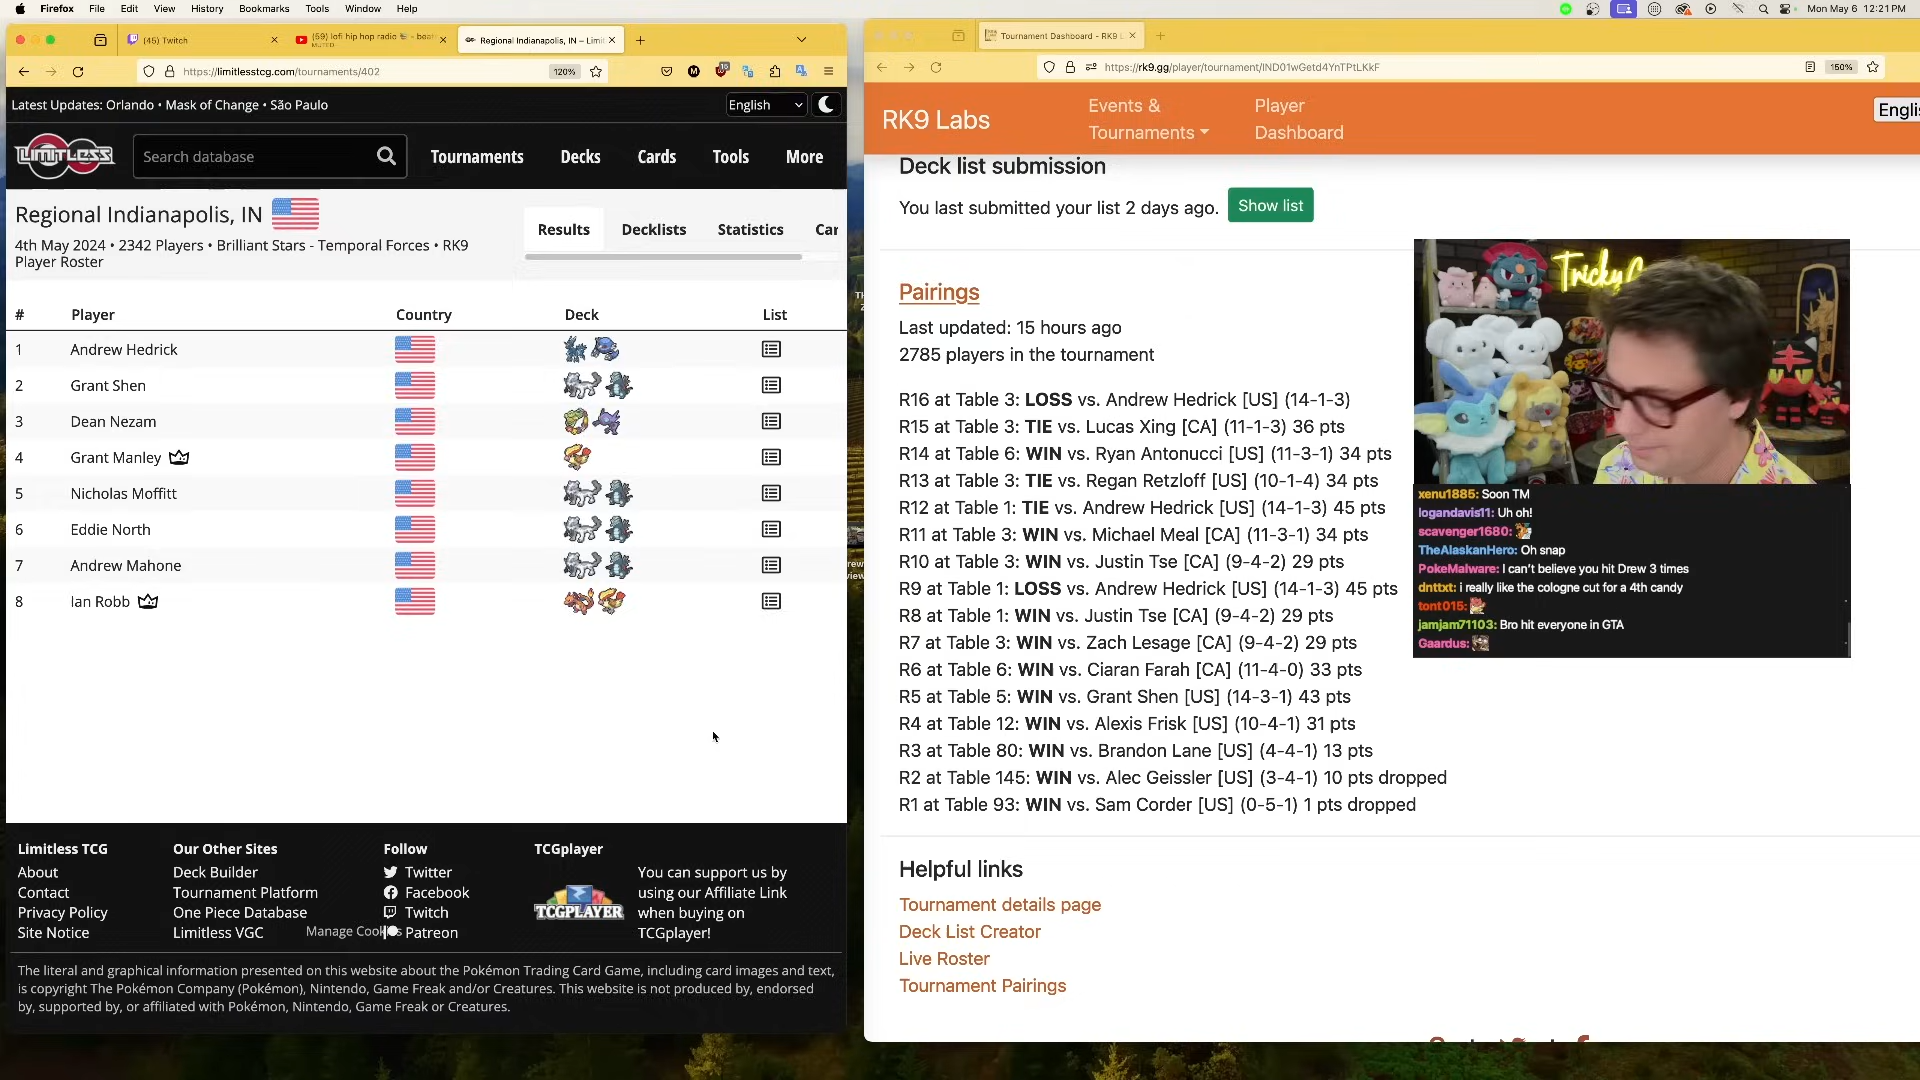 Firefox File Edit View History Bookmarks Tools Window Help
Mon May 6 12:21 PM
(45) Twitch
(59) lofi hip hop radio
MUTED
Regional Indianapolis, IN – Limit
https://limitlesstcg.com/tournaments/402
120%
Latest Updates: Orlando • Mask of Change • São Paulo
English
LIMITLESS
Search database
Tournaments
Decks
Cards
Tools
More
Regional Indianapolis, IN
4th May 2024 • 2342 Players • Brilliant Stars - Temporal Forces • RK9
Player Roster
Results
Decklists
Statistics
Car
# Player Country Deck List
1 Andrew Hedrick
2 Grant Shen
3 Dean Nezam
4 Grant Manley
5 Nicholas Moffitt
6 Eddie North
7 Andrew Mahone
8 Ian Robb
Limitless TCG
About
Contact
Privacy Policy
Site Notice
Our Other Sites
Deck Builder
Tournament Platform
One Piece Database
Limitless VGC
Manage Cookies
Follow
Twitter
Facebook
Twitch
Patreon
TCGplayer
TCGPLAYER
You can support us by
using our Affiliate Link
when buying on
TCGplayer!
The literal and graphical information presented on this website about the Pokémon Trading Card Game, including card images and text,
is copyright The Pokémon Company (Pokémon), Nintendo, Game Freak and/or Creatures. This website is not produced by, endorsed
by, supported by, or affiliated with Pokémon, Nintendo, Game Freak or Creatures.
Tournament Dashboard - RK9 L
https://rk9.gg/player/tournament/IND01wGetd4YnTPtLKkF
150%
RK9 Labs
Events &
Tournaments
Player
Dashboard
Englis
Deck list submission
You last submitted your list 2 days ago.
Show list
Pairings
Last updated: 15 hours ago
2785 players in the tournament
R16 at Table 3: LOSS vs. Andrew Hedrick [US] (14-1-3)
R15 at Table 3: TIE vs. Lucas Xing [CA] (11-1-3) 36 pts
R14 at Table 6: WIN vs. Ryan Antonucci [US] (11-3-1) 34 pts
R13 at Table 3: TIE vs. Regan Retzloff [US] (10-1-4) 34 pts
R12 at Table 1: TIE vs. Andrew Hedrick [US] (14-1-3) 45 pts
R11 at Table 3: WIN vs. Michael Meal [CA] (11-3-1) 34 pts
R10 at Table 3: WIN vs. Justin Tse [CA] (9-4-2) 29 pts
R9 at Table 1: LOSS vs. Andrew Hedrick [US] (14-1-3) 45 pts
R8 at Table 1: WIN vs. Justin Tse [CA] (9-4-2) 29 pts
R7 at Table 3: WIN vs. Zach Lesage [CA] (9-4-2) 29 pts
R6 at Table 6: WIN vs. Ciaran Farah [CA] (11-4-0) 33 pts
R5 at Table 5: WIN vs. Grant Shen [US] (14-3-1) 43 pts
R4 at Table 12: WIN vs. Alexis Frisk [US] (10-4-1) 31 pts
R3 at Table 80: WIN vs. Brandon Lane [US] (4-4-1) 13 pts
R2 at Table 145: WIN vs. Alec Geissler [US] (3-4-1) 10 pts dropped
R1 at Table 93: WIN vs. Sam Corder [US] (0-5-1) 1 pts dropped
Helpful links
Tournament details page
Deck List Creator
Live Roster
Tournament Pairings
xenu1885: Soon TM
logandavis11: Uh oh!
scavenger1680:
TheAlaskanHero: Oh snap
PokeMalware: I can't believe you hit Drew 3 times
dnttxt: i really like the cologne cut for a 4th candy
tont015:
jamjam71103: Bro hit everyone in GTA
Gaardus: